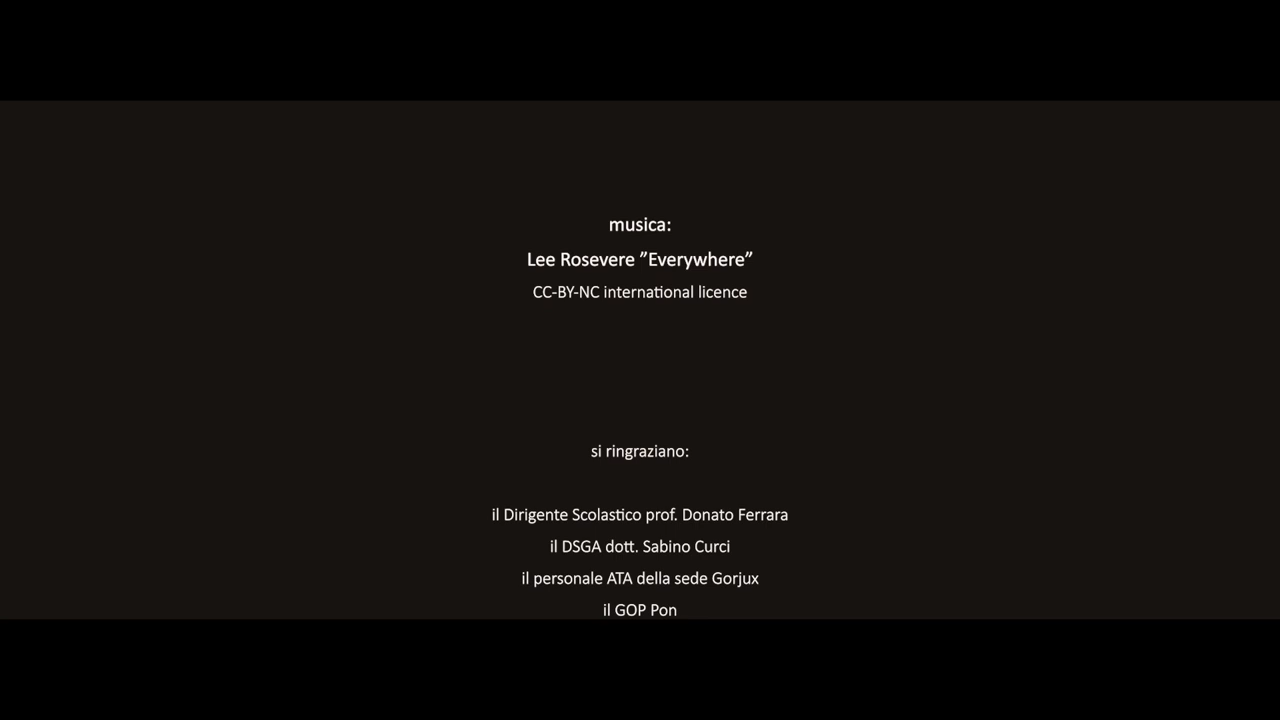 musica:
Lee Rosevere ”Everywhere”
CC-BY-NC international licence
si ringraziano:
il Dirigente Scolastico prof. Donato Ferrara
il DSGA dott. Sabino Curci
il personale ATA della sede Gorjux
il GOP Pon